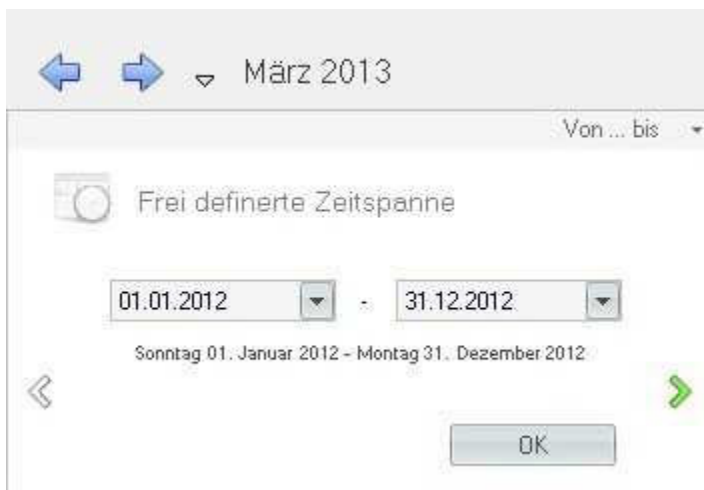 März 2013
Von ... bis
Frei definerte Zeitspanne
01.01.2012 - 31.12.2012
Sonntag 01. Januar 2012 - Montag 31. Dezember 2012
OK